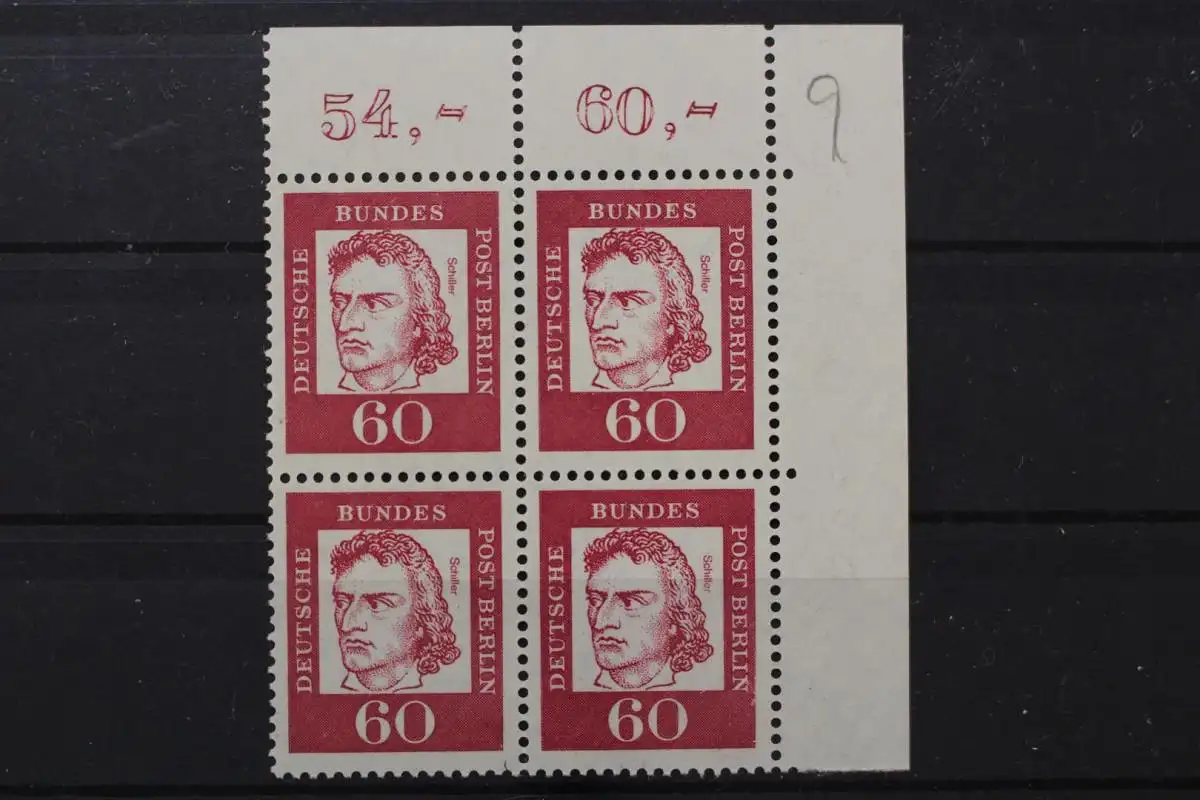 54,- 60,- 9
BUNDES
DEUTSCHE
POST BERLIN
Schiller
60
BUNDES
DEUTSCHE
POST BERLIN
Schiller
60
BUNDES
DEUTSCHE
POST BERLIN
Schiller
60
BUNDES
DEUTSCHE
POST BERLIN
Schiller
60